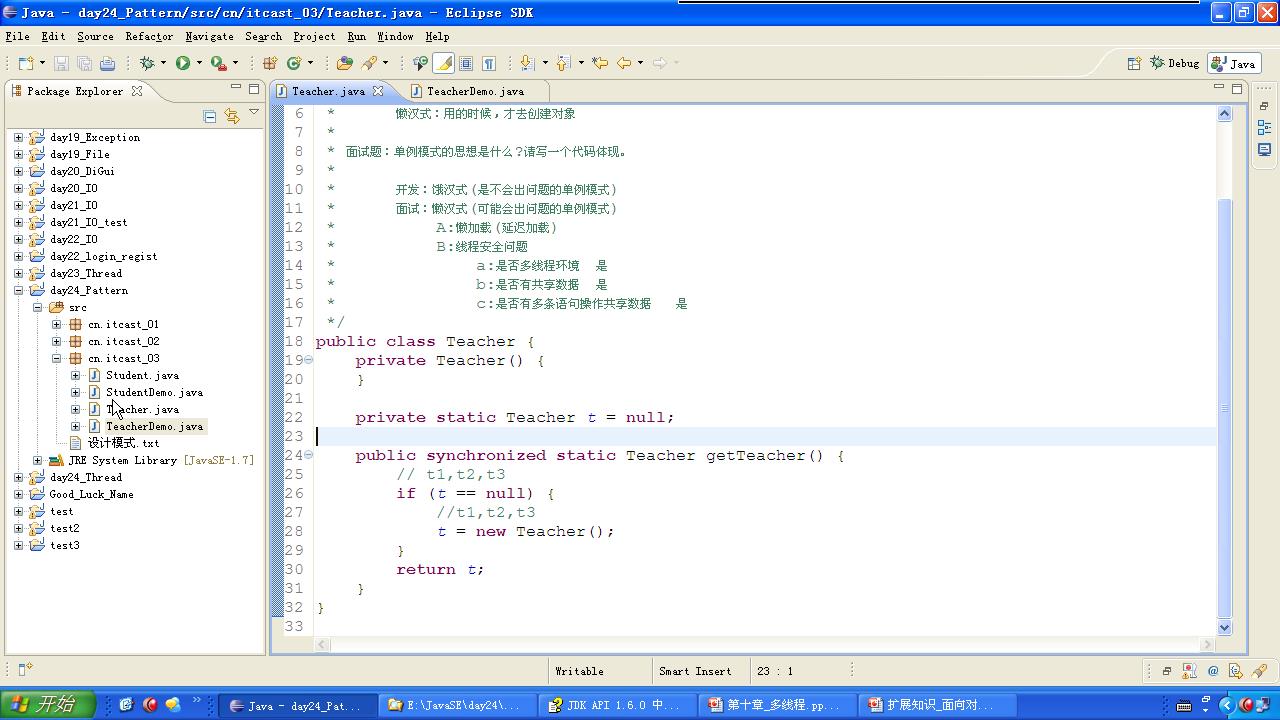 Java - day24_Pattern/src/cn/itcast_03/Teacher.java - Eclipse SDK
File Edit Source Refactor Navigate Search Project Run Window Help
Debug Java
Package Explorer
day19_Exception
day19_File
day20_DiGui
day20_IO
day21_IO
day21_IO_test
day22_IO
day22_login_regist
day23_Thread
day24_Pattern
src
cn.itcast_01
cn.itcast_02
cn.itcast_03
Student.java
StudentDemo.java
Teacher.java
TeacherDemo.java
设计模式.txt
JRE System Library [JavaSE-1.7]
day24_Thread
Good_Luck_Name
test
test2
test3
Teacher.java TeacherDemo.java
6 * 懒汉式：用的时候，才去创建对象
7 *
8 * 面试题：单例模式的思想是什么？请写一个代码体现。
9 *
10 * 开发：饿汉式(是不会出问题的单例模式)
11 * 面试：懒汉式(可能会出问题的单例模式)
12 * A:懒加载(延迟加载)
13 * B:线程安全问题
14 * a:是否多线程环境 是
15 * b:是否有共享数据 是
16 * c:是否有多条语句操作共享数据 是
17 */
18 public class Teacher {
19 private Teacher() {
20 }
21
22 private static Teacher t = null;
23
24 public synchronized static Teacher getTeacher() {
25 // t1,t2,t3
26 if (t == null) {
27 //t1,t2,t3
28 t = new Teacher();
29 }
30 return t;
31 }
32 }
33
Writable Smart Insert 23 : 1
开始 Java - day24_Pat... E:\JavaSE\day24\... JDK API 1.6.0 中... 第十章_多线程 pp... 扩展知识_面向对...